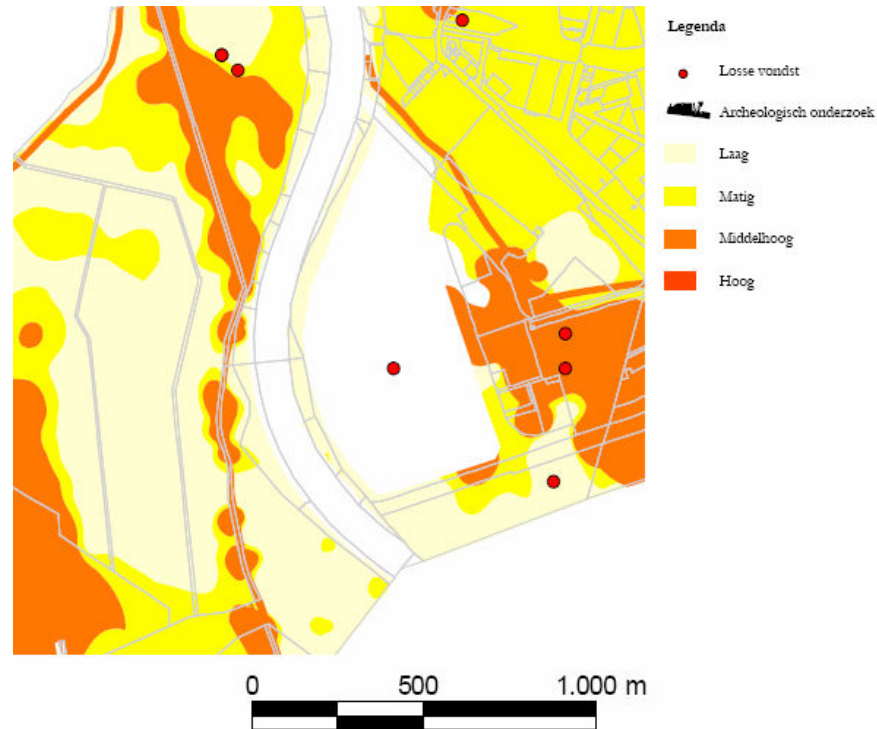 Legenda
Losse vondst
Archeologisch onderzoek
Laag
Matig
Middelhoog
Hoog
0 500 1.000 m